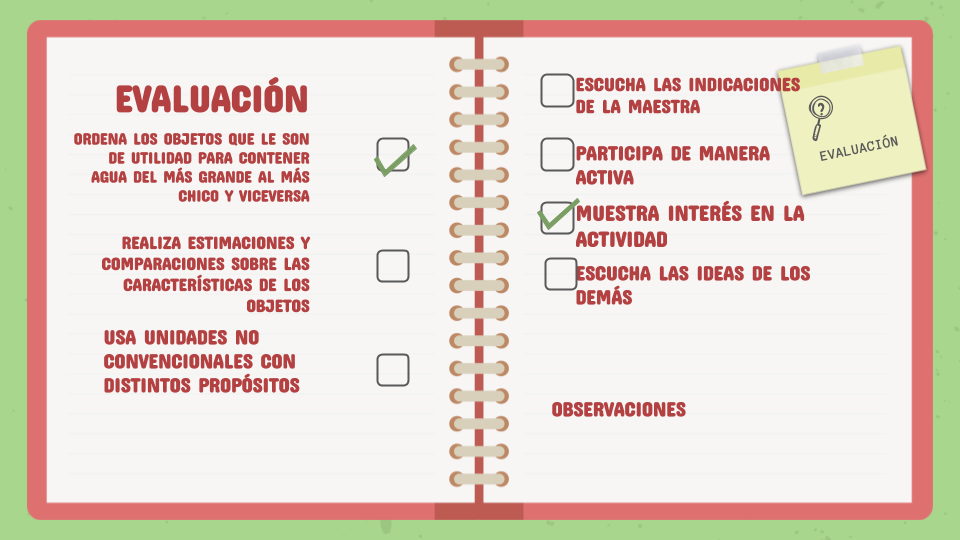 EVALUACIÓN
ORDENA LOS OBJETOS QUE LE SON
DE UTILIDAD PARA CONTENER
AGUA DEL MÁS GRANDE AL MÁS
CHICO Y VICEVERSA
REALIZA ESTIMACIONES Y
COMPARACIONES SOBRE LAS
CARACTERÍSTICAS DE LOS
OBJETOS
USA UNIDADES NO
CONVENCIONALES CON
DISTINTOS PROPÓSITOS
ESCUCHA LAS INDICACIONES
DE LA MAESTRA
PARTICIPA DE MANERA
ACTIVA
MUESTRA INTERÉS EN LA
ACTIVIDAD
ESCUCHA LAS IDEAS DE LOS
DEMÁS
OBSERVACIONES
EVALUACIÓN